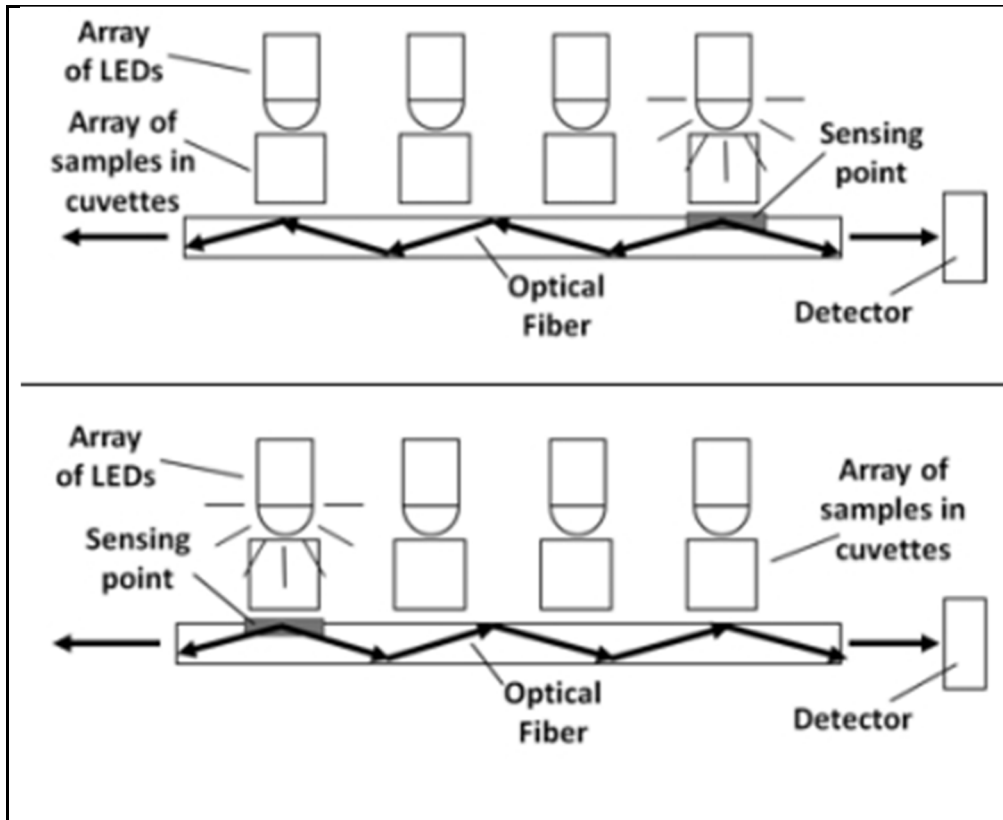 Array
of LEDs
Array of
samples in
cuvettes
Sensing
point
Optical
Fiber
Detector
Array
of LEDs
Sensing
point
Array of
samples in
cuvettes
Optical
Fiber
Detector